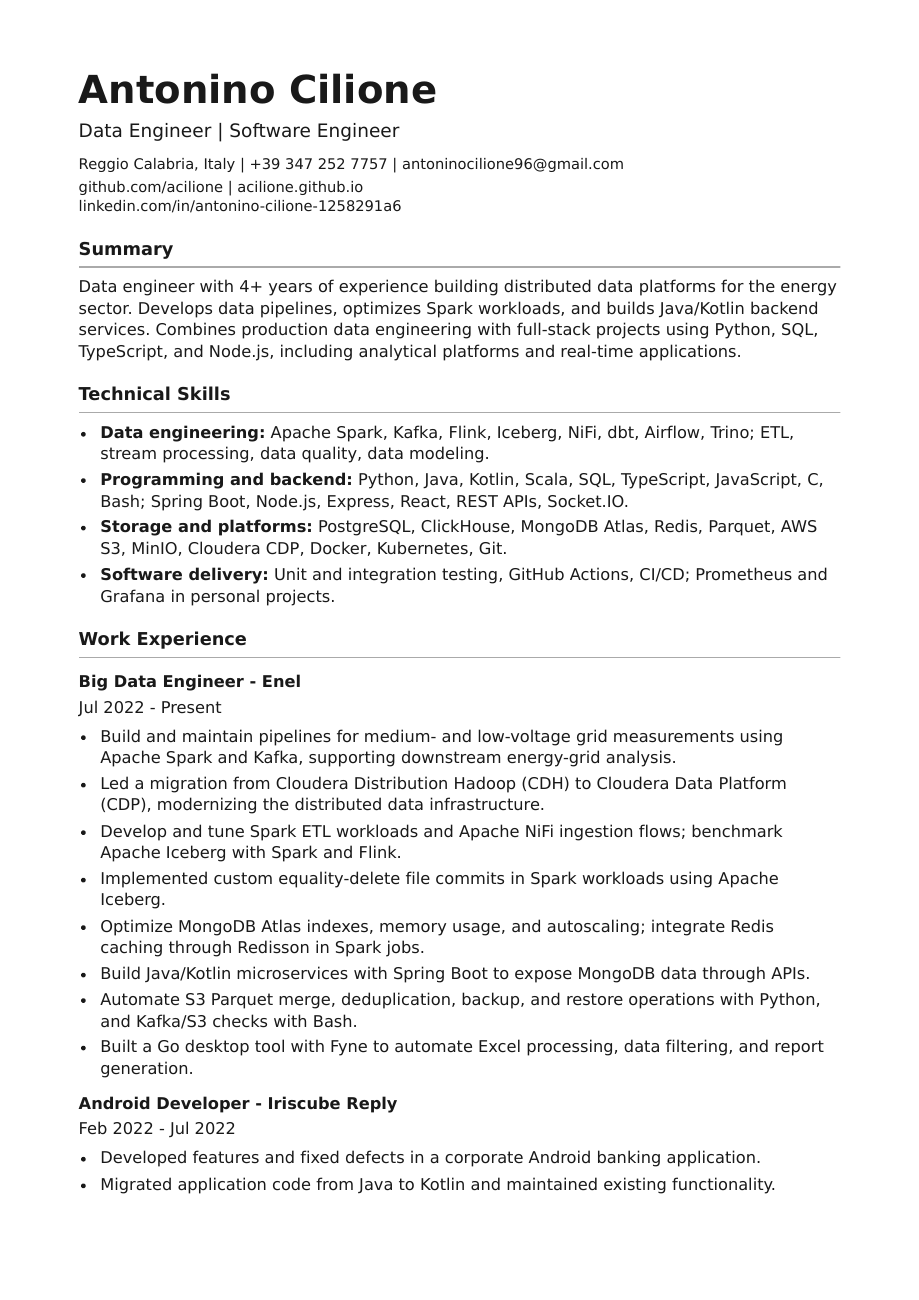 Antonino Cilione
Data Engineer | Software Engineer
Reggio Calabria, Italy | +39 347 252 7757 | antoninocilione96@gmail.com
github.com/acilione | acilione.github.io
linkedin.com/in/antonino-cilione-1258291a6
Summary
Data engineer with 4+ years of experience building distributed data platforms for the energy
sector. Develops data pipelines, optimizes Spark workloads, and builds Java/Kotlin backend
services. Combines production data engineering with full-stack projects using Python, SQL,
TypeScript, and Node.js, including analytical platforms and real-time applications.
Technical Skills
• Data engineering: Apache Spark, Kafka, Flink, Iceberg, NiFi, dbt, Airflow, Trino; ETL,
stream processing, data quality, data modeling.
• Programming and backend: Python, Java, Kotlin, Scala, SQL, TypeScript, JavaScript, C,
Bash; Spring Boot, Node.js, Express, React, REST APIs, Socket.IO.
• Storage and platforms: PostgreSQL, ClickHouse, MongoDB Atlas, Redis, Parquet, AWS
S3, MinIO, Cloudera CDP, Docker, Kubernetes, Git.
• Software delivery: Unit and integration testing, GitHub Actions, CI/CD; Prometheus and
Grafana in personal projects.
Work Experience
Big Data Engineer - Enel
Jul 2022 - Present
• Build and maintain pipelines for medium- and low-voltage grid measurements using
Apache Spark and Kafka, supporting downstream energy-grid analysis.
• Led a migration from Cloudera Distribution Hadoop (CDH) to Cloudera Data Platform
(CDP), modernizing the distributed data infrastructure.
• Develop and tune Spark ETL workloads and Apache NiFi ingestion flows; benchmark
Apache Iceberg with Spark and Flink.
• Implemented custom equality-delete file commits in Spark workloads using Apache
Iceberg.
• Optimize MongoDB Atlas indexes, memory usage, and autoscaling; integrate Redis
caching through Redisson in Spark jobs.
• Build Java/Kotlin microservices with Spring Boot to expose MongoDB data through APIs.
• Automate S3 Parquet merge, deduplication, backup, and restore operations with Python,
and Kafka/S3 checks with Bash.
• Built a Go desktop tool with Fyne to automate Excel processing, data filtering, and report
generation.
Android Developer - Iriscube Reply
Feb 2022 - Jul 2022
• Developed features and fixed defects in a corporate Android banking application.
• Migrated application code from Java to Kotlin and maintained existing functionality.